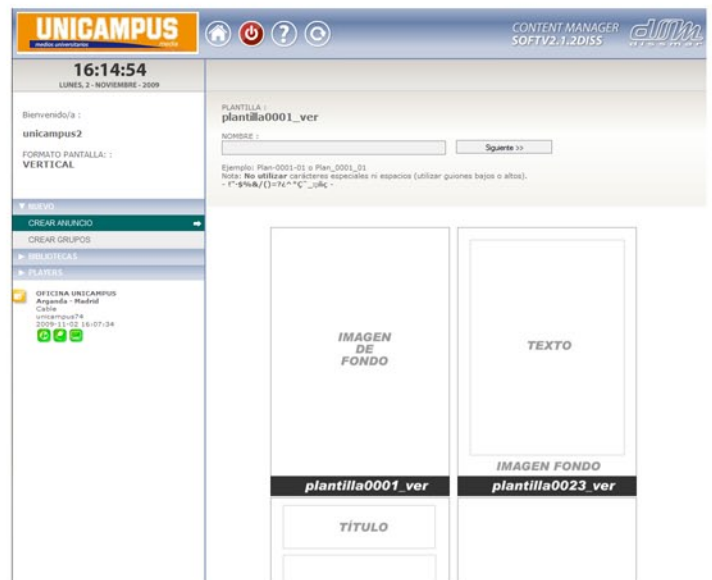 UNICAMPUS
medios universitarios
media
CONTENT MANAGER
SOFTV2.1.2DISS
dissmar
16:14:54
LUNES, 2 - NOVIEMBRE - 2009
Bienvenido/a :
unicampus2
FORMATO PANTALLA: :
VERTICAL
PLANTILLA :
plantilla0001_ver
NOMBRE :
Siguiente >>
Ejemplo: Plan-0001-01 o Plan_0001_01
Nota: No utilizar carácteres especiales ni espacios (utilizar guiones bajos o altos).
NUEVO
CREAR ANUNCIO
CREAR GRUPOS
BIBLIOTECAS
PLAYERS
OFICINA UNICAMPUS
Arganda - Madrid
Cable
unicampus74
2009-11-02 16:07:34
IMAGEN
DE
FONDO
plantilla0001_ver
TEXTO
IMAGEN FONDO
plantilla0023_ver
TÍTULO